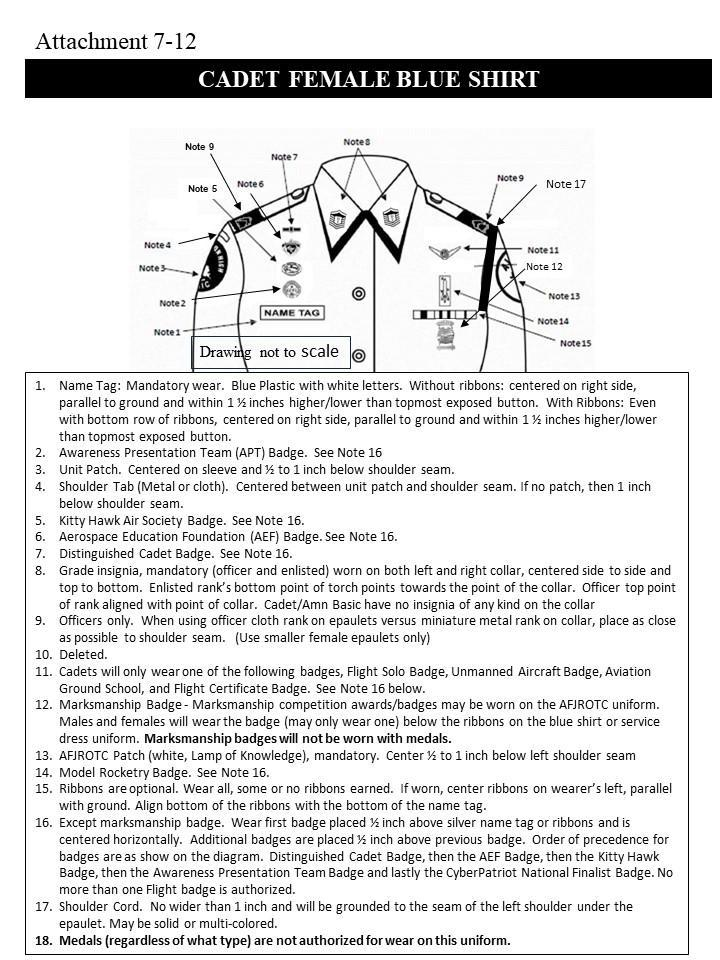 Attachment 7-12
CADET FEMALE BLUE SHIRT
Note 9
Note 8
Note 7
Note 6
Note 5
Note 9
Note 17
Note 4
Note 11
Note 3
Note 12
Note 13
Note 2
NAME TAG
Note 14
Note 1
Note 15
Drawing not to scale
1. Name Tag: Mandatory wear. Blue Plastic with white letters. Without ribbons: centered on right side,
parallel to ground and within 1 ½ inches higher/lower than topmost exposed button. With Ribbons: Even
with bottom row of ribbons, centered on right side, parallel to ground and within 1 ½ inches higher/lower
than topmost exposed button.
2. Awareness Presentation Team (APT) Badge. See Note 16
3. Unit Patch. Centered on sleeve and ½ to 1 inch below shoulder seam.
4. Shoulder Tab (Metal or cloth). Centered between unit patch and shoulder seam. If no patch, then 1 inch
below shoulder seam.
5. Kitty Hawk Air Society Badge. See Note 16.
6. Aerospace Education Foundation (AEF) Badge. See Note 16.
7. Distinguished Cadet Badge. See Note 16.
8. Grade insignia, mandatory (officer and enlisted) worn on both left and right collar, centered side to side and
top to bottom. Enlisted rank's bottom point of torch points towards the point of the collar. Officer top point
of rank aligned with point of collar. Cadet/Amn Basic have no insignia of any kind on the collar
9. Officers only. When using officer cloth rank on epaulets versus miniature metal rank on collar, place as close
as possible to shoulder seam. (Use smaller female epaulets only)
10. Deleted.
11. Cadets will only wear one of the following badges, Flight Solo Badge, Unmanned Aircraft Badge, Aviation
Ground School, and Flight Certificate Badge. See Note 16 below.
12. Marksmanship Badge - Marksmanship competition awards/badges may be worn on the AFJROTC uniform.
Males and females will wear the badge (may only wear one) below the ribbons on the blue shirt or service
dress uniform. Marksmanship badges will not be worn with medals.
13. AFJROTC Patch (white, Lamp of Knowledge), mandatory. Center ½ to 1 inch below left shoulder seam
14. Model Rocketry Badge. See Note 16.
15. Ribbons are optional. Wear all, some or no ribbons earned. If worn, center ribbons on wearer's left, parallel
with ground. Align bottom of the ribbons with the bottom of the name tag.
16. Except marksmanship badge. Wear first badge placed ½ inch above silver name tag or ribbons and is
centered horizontally. Additional badges are placed ½ inch above previous badge. Order of precedence for
badges are as show on the diagram. Distinguished Cadet Badge, then the AEF Badge, then the Kitty Hawk
Badge, then the Awareness Presentation Team Badge and lastly the CyberPatriot National Finalist Badge. No
more than one Flight badge is authorized.
17. Shoulder Cord. No wider than 1 inch and will be grounded to the seam of the left shoulder under the
epaulet. May be solid or multi-colored.
18. Medals (regardless of what type) are not authorized for wear on this uniform.